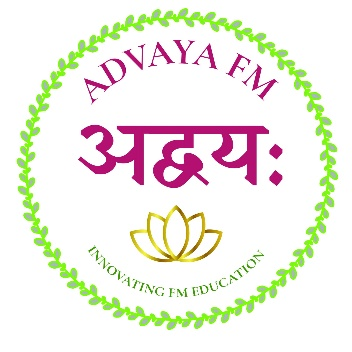 ADVAYA FM
अद्वयः
INNOVATING FM EDUCATION